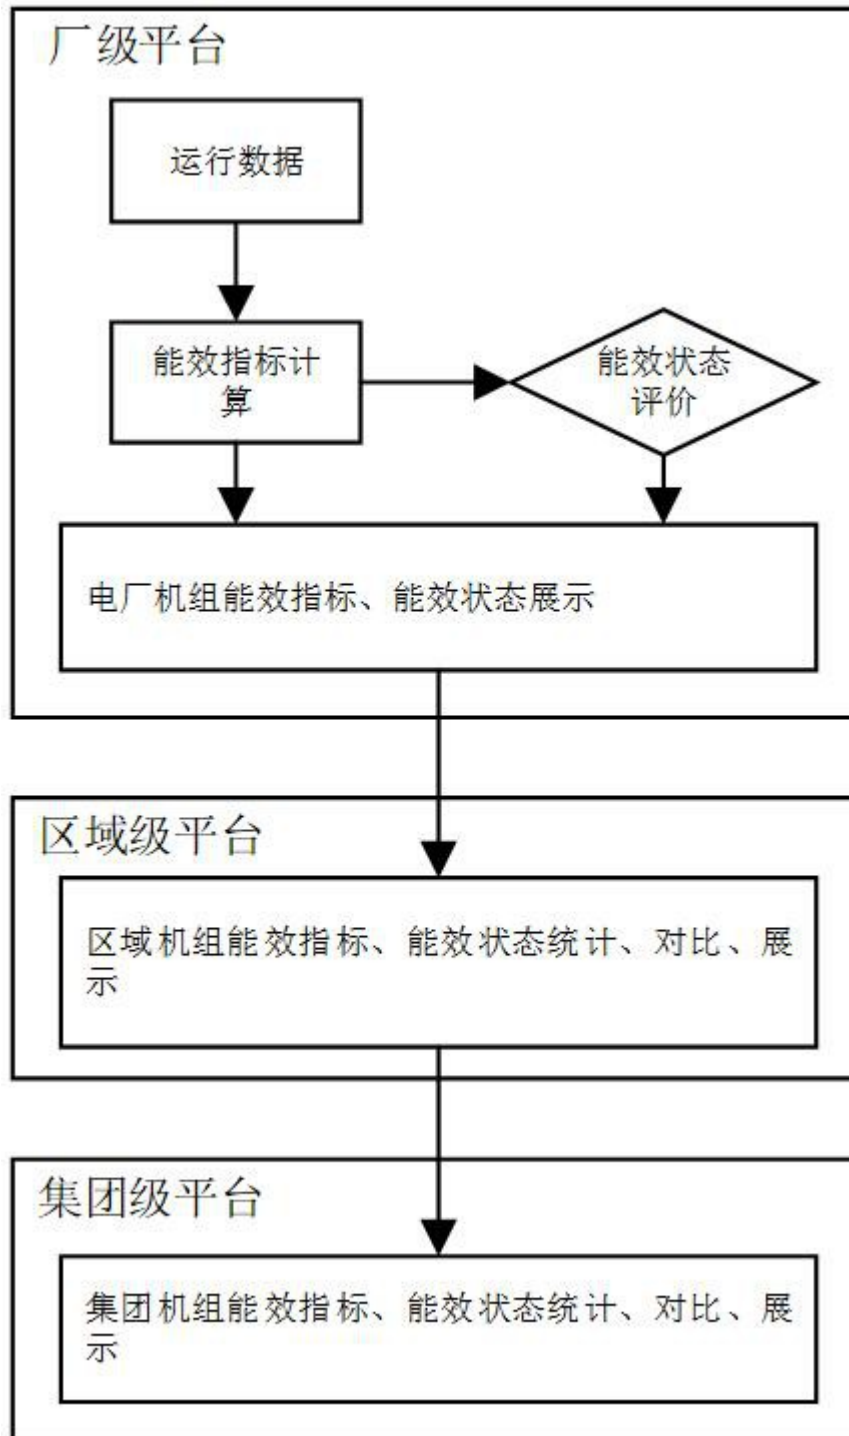 厂级平台
运行数据
能效指标计
算
能效状态
评价
电厂机组能效指标、能效状态展示
区域级平台
区域机组能效指标、能效状态统计、对比、展
示
集团级平台
集团机组能效指标、能效状态统计、对比、展
示